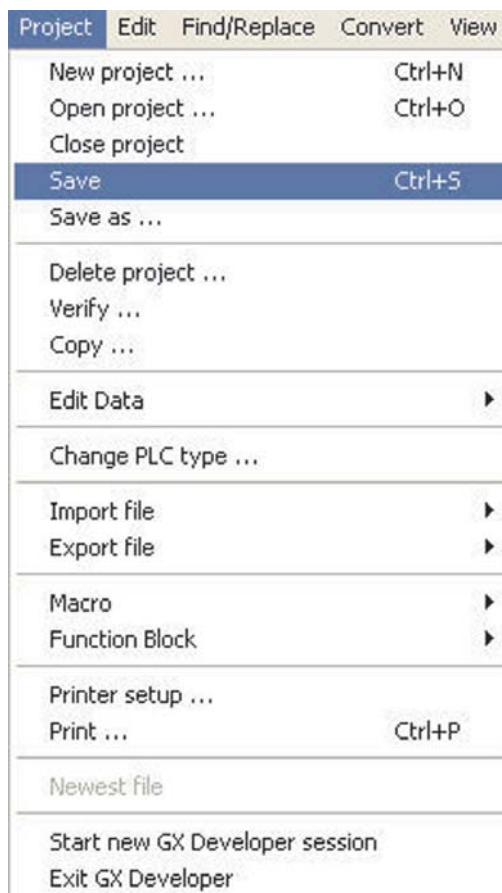 Project Edit Find/Replace Convert View
New project ... Ctrl+N
Open project ... Ctrl+O
Close project
Save Ctrl+S
Save as ...
Delete project ...
Verify ...
Copy ...
Edit Data
Change PLC type ...
Import file
Export file
Macro
Function Block
Printer setup ...
Print ... Ctrl+P
Newest file
Start new GX Developer session
Exit GX Developer